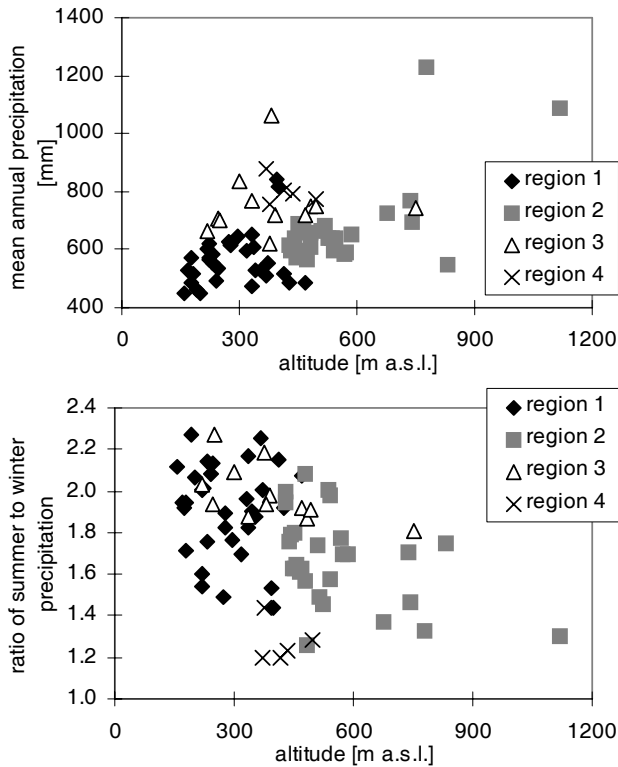 1400
1200
1000
800
600
400
mean annual precipitation
[mm]
0
300
600
900
1200
altitude [m a.s.l.]
region 1
region 2
region 3
region 4
2.4
2.2
2.0
1.8
1.6
1.4
1.2
1.0
ratio of summer to winter
precipitation
0
300
600
900
1200
altitude [m a.s.l.]
region 1
region 2
region 3
region 4